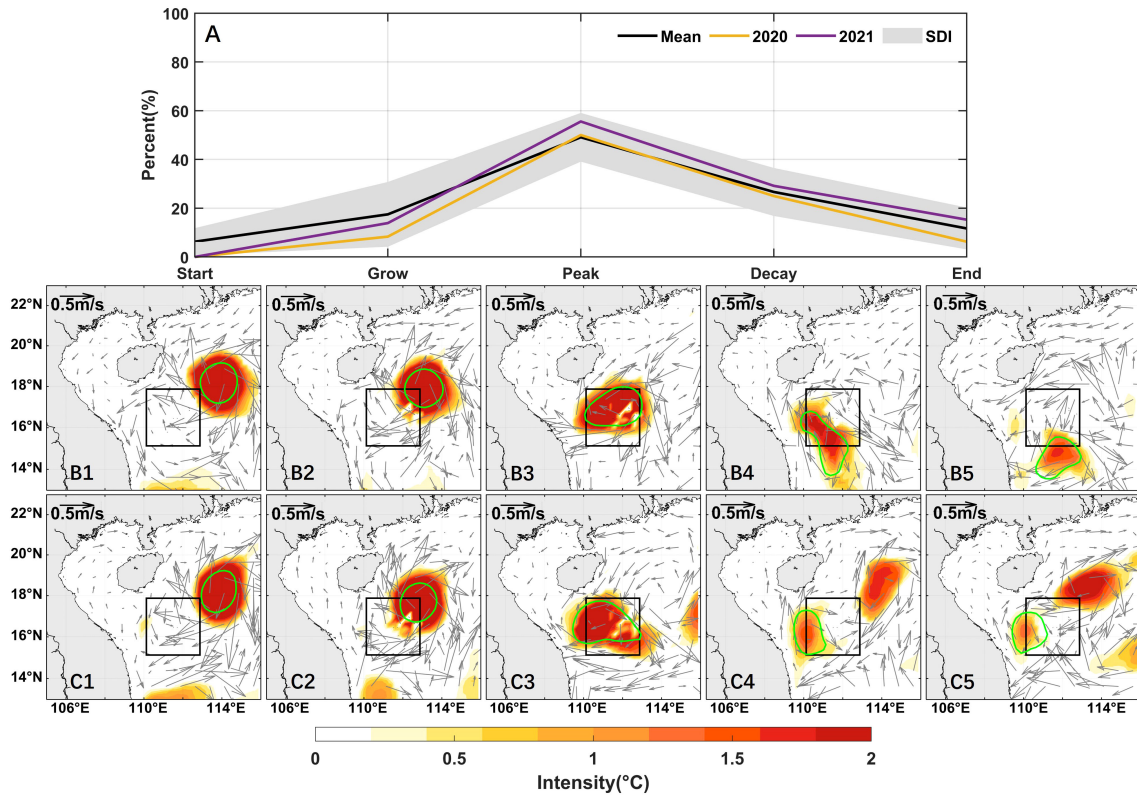 A
Mean 2020 2021 SDI
Percent(%)
100
80
60
40
20
0
Start Grow Peak Decay End
22°N
20°N
18°N
16°N
14°N
0.5m/s 0.5m/s 0.5m/s 0.5m/s 0.5m/s
B1 B2 B3 B4 B5
22°N
20°N
18°N
16°N
14°N
0.5m/s 0.5m/s 0.5m/s 0.5m/s 0.5m/s
C1 C2 C3 C4 C5
106°E 110°E 114°E 106°E 110°E 114°E 106°E 110°E 114°E 106°E 110°E 114°E 106°E 110°E 114°E
0 0.5 1 1.5 2
Intensity(°C)